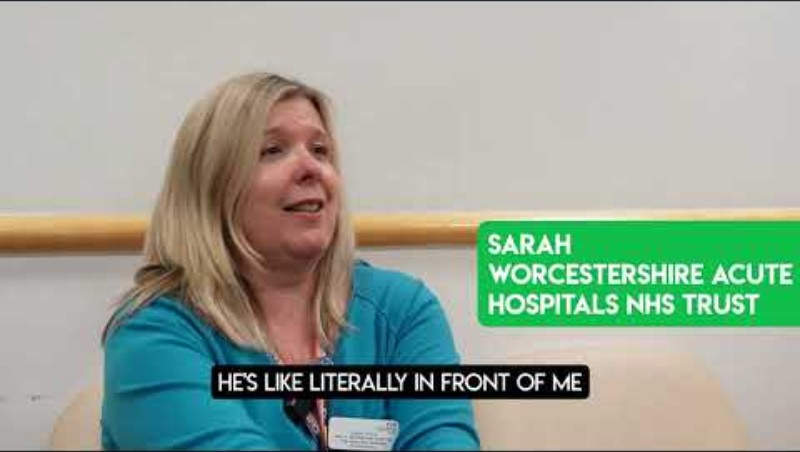 SARAH
WORCESTERSHIRE ACUTE
HOSPITALS NHS TRUST
HE'S LIKE LITERALLY IN FRONT OF ME